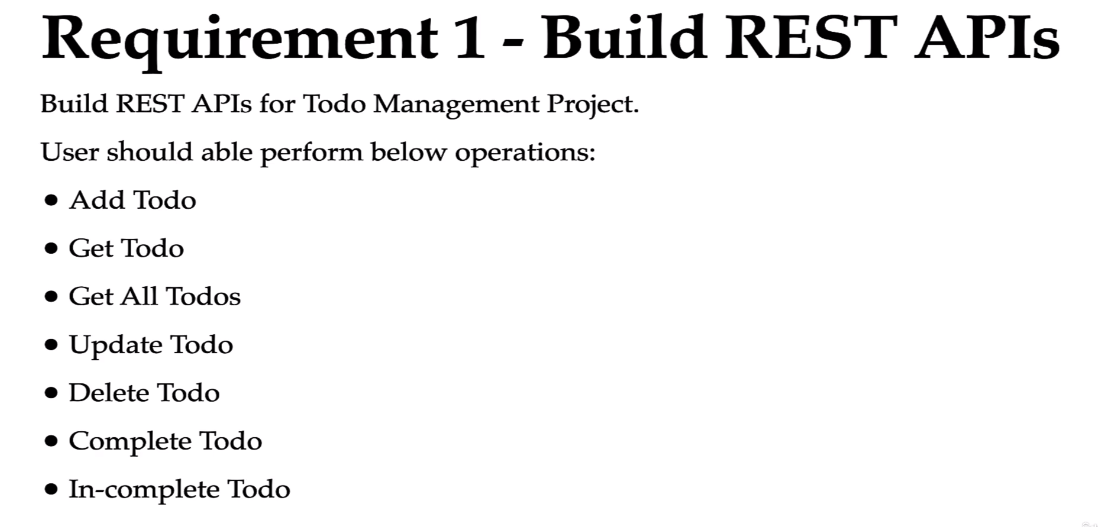 Requirement 1 - Build REST APIs
Build REST APIs for Todo Management Project.
User should able perform below operations:
• Add Todo
• Get Todo
• Get All Todos
• Update Todo
• Delete Todo
• Complete Todo
• In-complete Todo